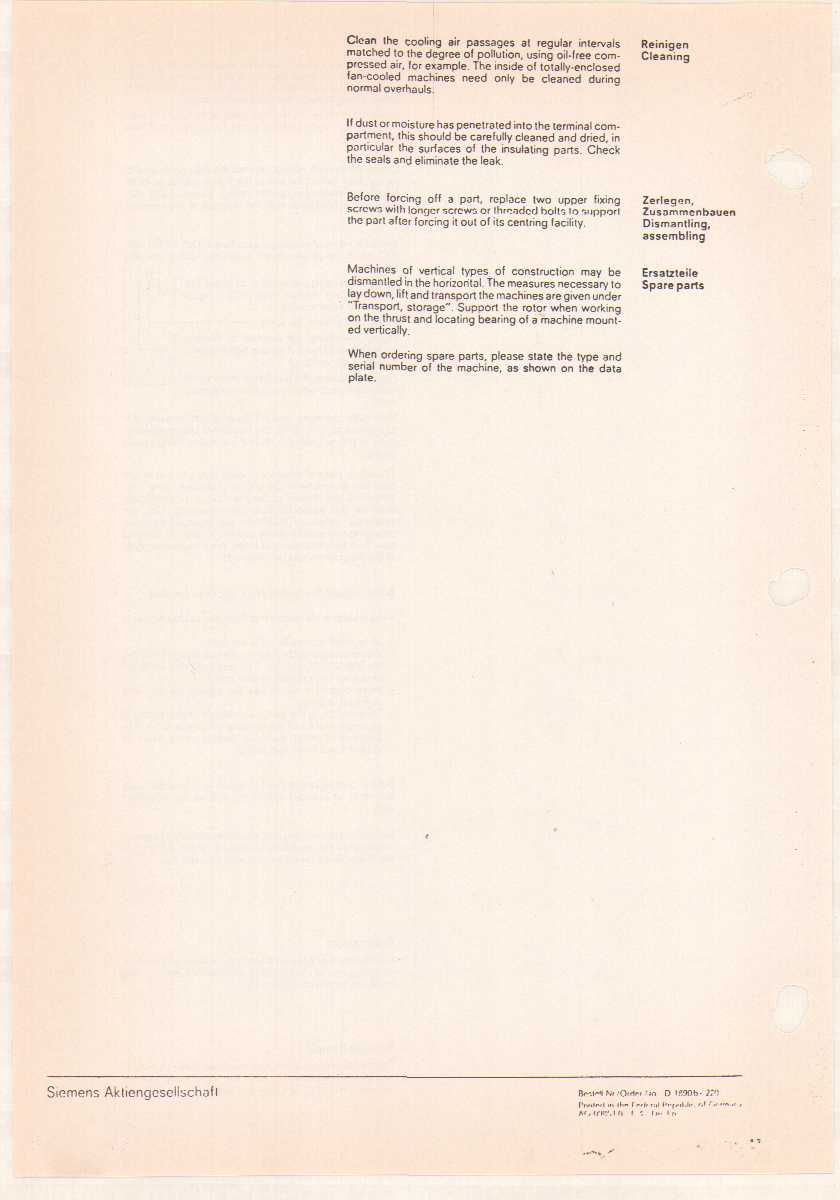 Clean the cooling air passages at regular intervals
matched to the degree of pollution, using oil-free com-
pressed air, for example. The inside of totally-enclosed
fan-cooled machines need only be cleaned during
normal overhauls.
Reinigen
Cleaning
If dust or moisture has penetrated into the terminal com-
partment, this should be carefully cleaned and dried, in
particular the surfaces of the insulating parts. Check
the seals and eliminate the leak.
Before forcing off a part, replace two upper fixing
screws with longer screws or threaded bolts to support
the part after forcing it out of its centring facility.
Zerlegen,
Zusammenbauen
Dismantling,
assembling
Machines of vertical types of construction may be
dismantled in the horizontal. The measures necessary to
lay down, lift and transport the machines are given under
"Transport, storage". Support the rotor when working
on the thrust and locating bearing of a machine mount-
ed vertically.
Ersatzteile
Spare parts
When ordering spare parts, please state the type and
serial number of the machine, as shown on the data
plate.
Siemens Aktiengesellschaft
Bestell Nr./Order No. D 1690b - 220
Printed in the Federal Republic of Germany